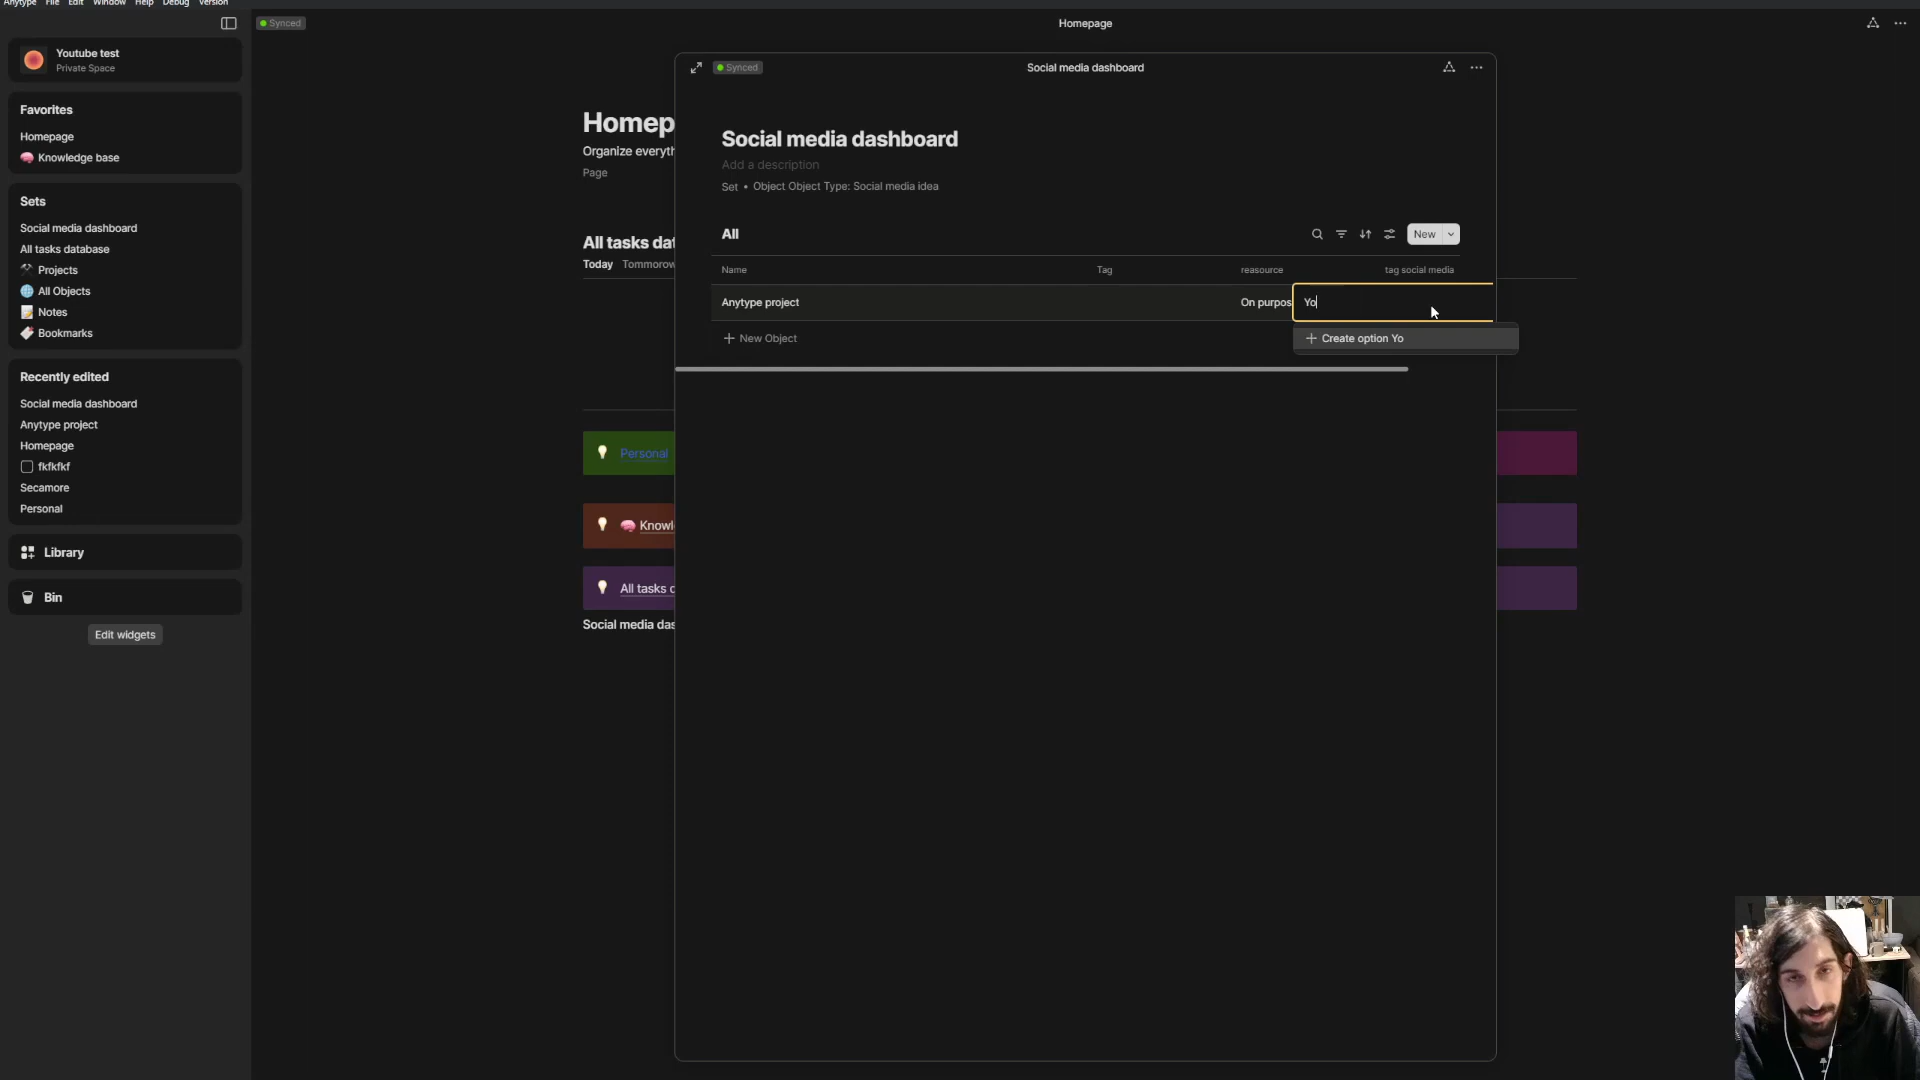 Anytype File Edit Window Help Debug Version
Synced
Homepage
Youtube test
Private Space
Favorites
Homepage
Knowledge base
Sets
Social media dashboard
All tasks database
Projects
All Objects
Notes
Bookmarks
Recently edited
Social media dashboard
Anytype project
Homepage
fkfkfkf
Secamore
Personal
Library
Bin
Edit widgets
Homep
Organize everyth
Page
All tasks dat
Today Tommorow
Personal
Knowl
All tasks d
Social media das
Synced
Social media dashboard
Social media dashboard
Add a description
Set • Object Object Type: Social media idea
All
New
Name Tag reasource tag social media
Anytype project On purpos Yo
New Object
Create option Yo